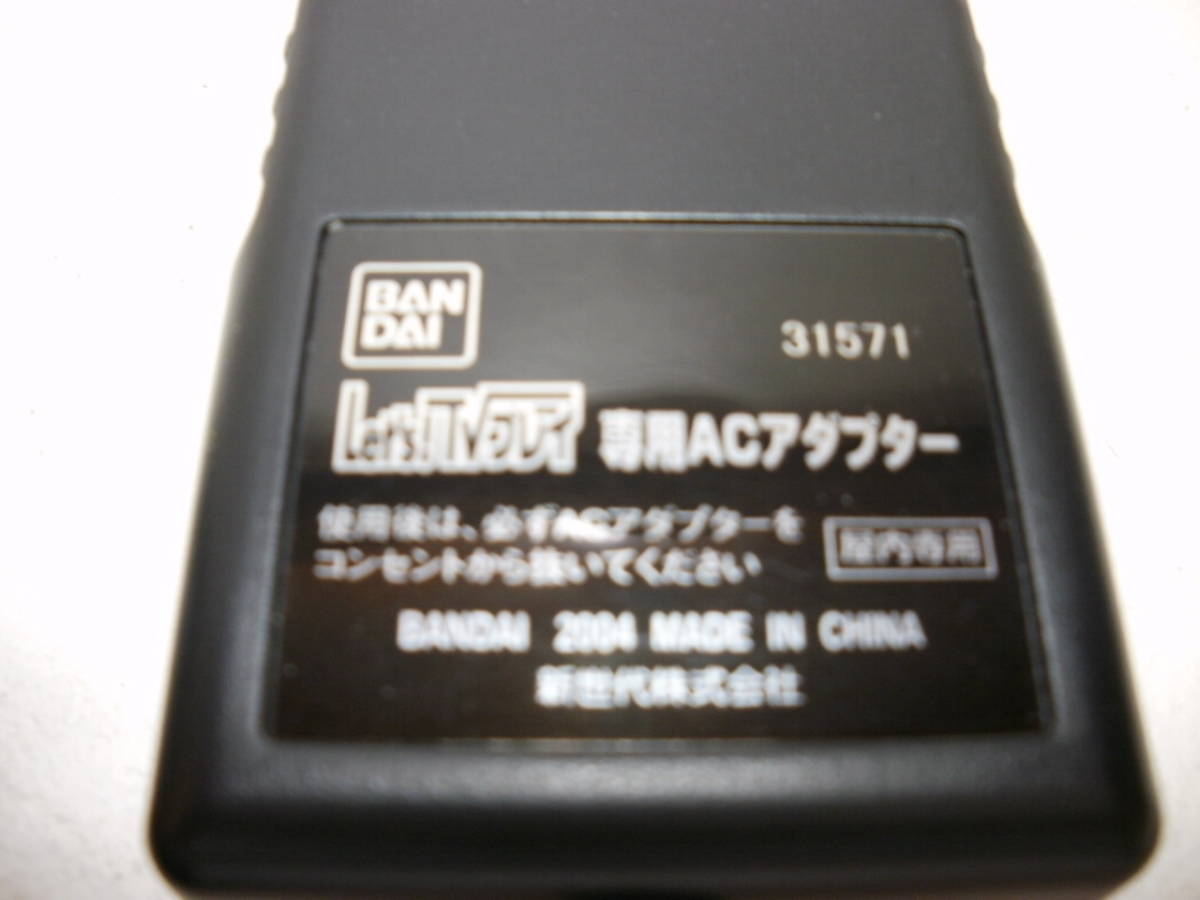 BAN
DAI
31571
Let's!TVプレイ 専用ACアダプター
使用後は、必ずACアダプターを
コンセントから抜いてください
屋内専用
BANDAI 2004 MADE IN CHINA
新世代株式会社